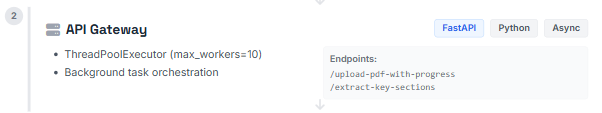 2
API Gateway
• ThreadPoolExecutor (max_workers=10)
• Background task orchestration
FastAPI Python Async
Endpoints:
/upload-pdf-with-progress
/extract-key-sections